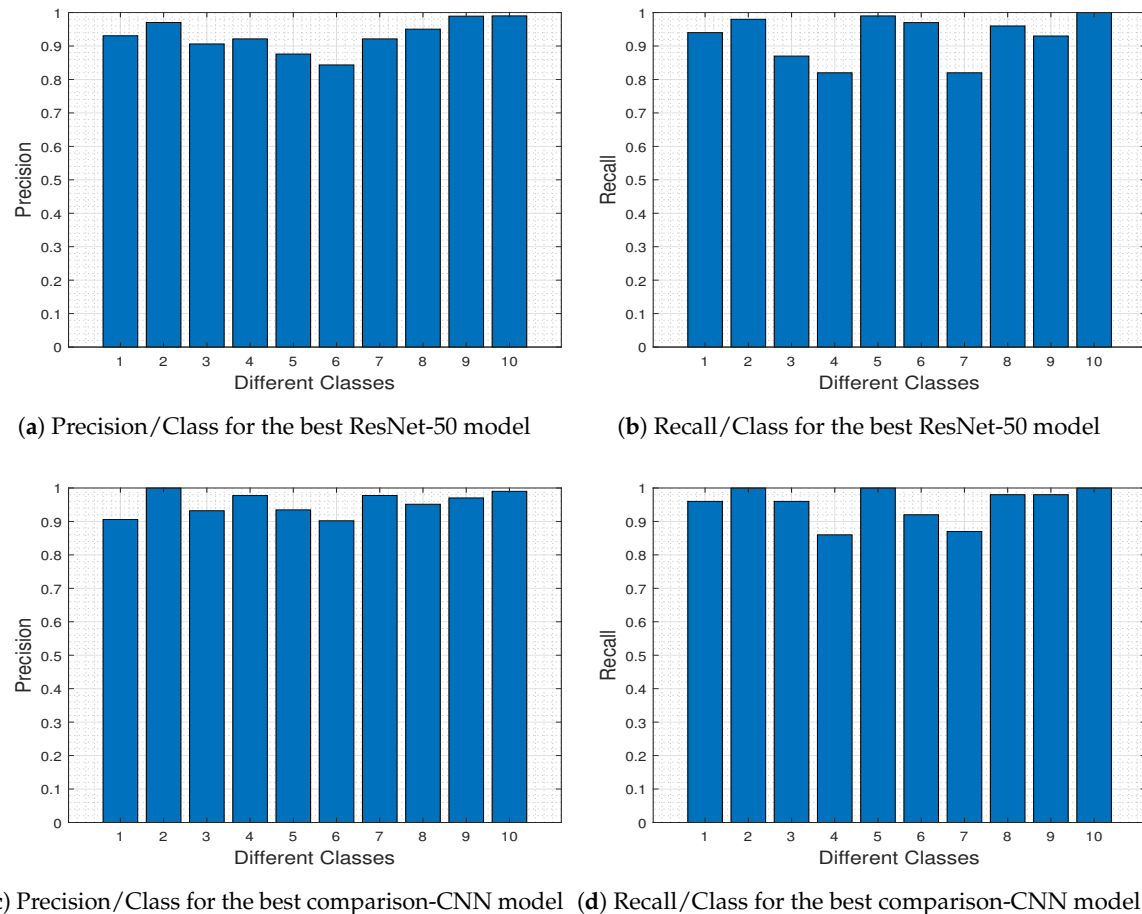 1
0.9
0.8
0.7
0.6
0.5
0.4
0.3
0.2
0.1
0
Precision
1 2 3 4 5 6 7 8 9 10
Different Classes
(a) Precision/Class for the best ResNet-50 model
1
0.9
0.8
0.7
0.6
0.5
0.4
0.3
0.2
0.1
0
Recall
1 2 3 4 5 6 7 8 9 10
Different Classes
(b) Recall/Class for the best ResNet-50 model
1
0.9
0.8
0.7
0.6
0.5
0.4
0.3
0.2
0.1
0
Precision
1 2 3 4 5 6 7 8 9 10
Different Classes
) Precision/Class for the best comparison-CNN model
1
0.9
0.8
0.7
0.6
0.5
0.4
0.3
0.2
0.1
0
Recall
1 2 3 4 5 6 7 8 9 10
Different Classes
(d) Recall/Class for the best comparison-CNN model